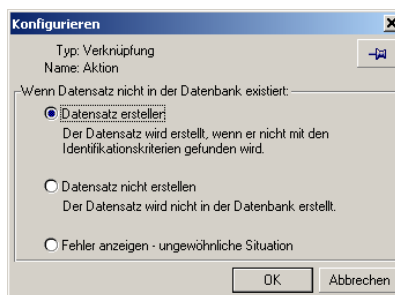 Konfigurieren
Typ: Verknüpfung
Name: Aktion
Wenn Datensatz nicht in der Datenbank existiert:
Datensatz erstellen
Der Datensatz wird erstellt, wenn er nicht mit den
Identifikationskriterien gefunden wird.
Datensatz nicht erstellen
Der Datensatz wird nicht in der Datenbank erstellt.
Fehler anzeigen - ungewöhnliche Situation
OK
Abbrechen